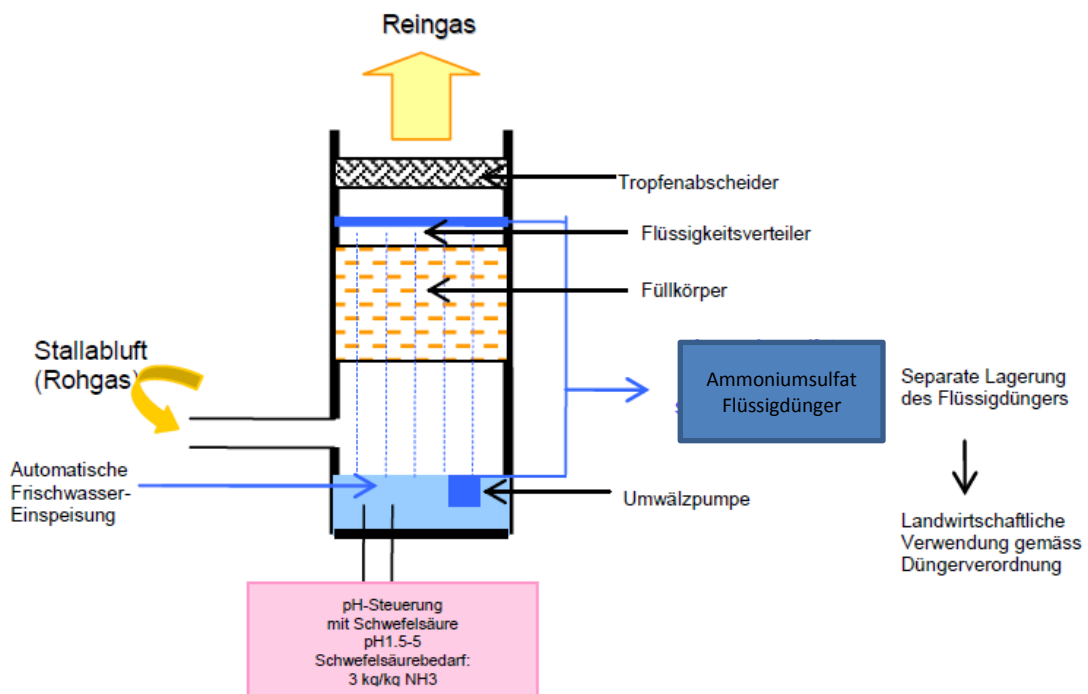 Reingas
Tropfenabscheider
Flüssigkeitsverteiler
Füllkörper
Stallabluft
(Rohgas)
Ammoniumsulfat
Flüssigdünger
Separate Lagerung
des Flüssigdüngers
Automatische
Frischwasser-
Einspeisung
Umwälzpumpe
Landwirtschaftliche
Verwendung gemäss
Düngerverordnung
pH-Steuerung
mit Schwefelsäure
pH1.5-5
Schwefelsäurebedarf:
3 kg/kg NH3